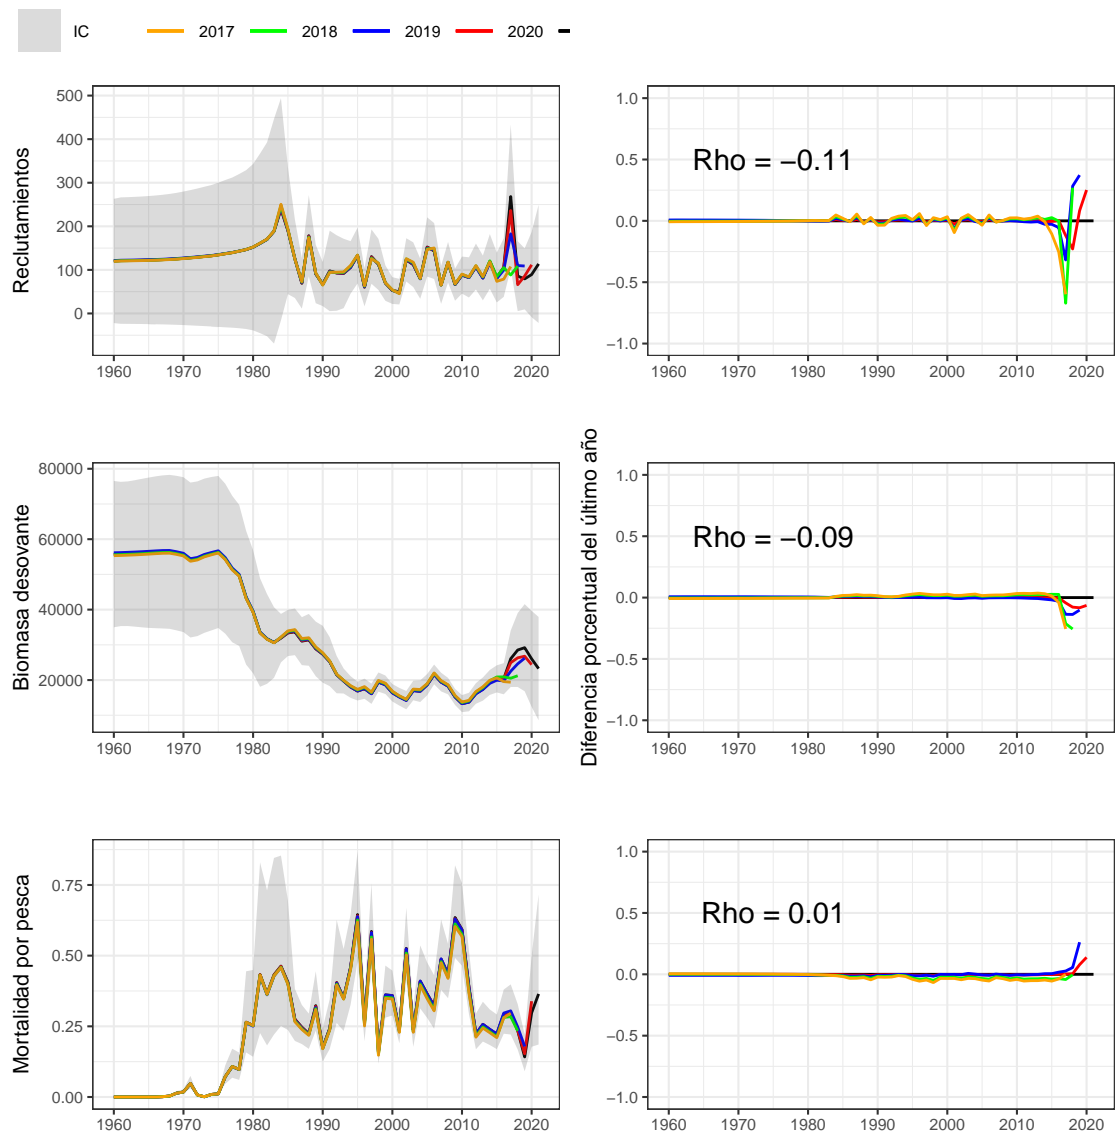 IC 2017 2018 2019 2020
Reclutamientos
500
400
300
200
100
0
1960 1970 1980 1990 2000 2010 2020
Rho = −0.11
1.0
0.5
0.0
−0.5
−1.0
1960 1970 1980 1990 2000 2010 2020
Biomasa desovante
80000
60000
40000
20000
1960 1970 1980 1990 2000 2010 2020
Diferencia porcentual del último año
Rho = −0.09
1.0
0.5
0.0
−0.5
−1.0
1960 1970 1980 1990 2000 2010 2020
Mortalidad por pesca
0.75
0.50
0.25
0.00
1960 1970 1980 1990 2000 2010 2020
Rho = 0.01
1.0
0.5
0.0
−0.5
−1.0
1960 1970 1980 1990 2000 2010 2020